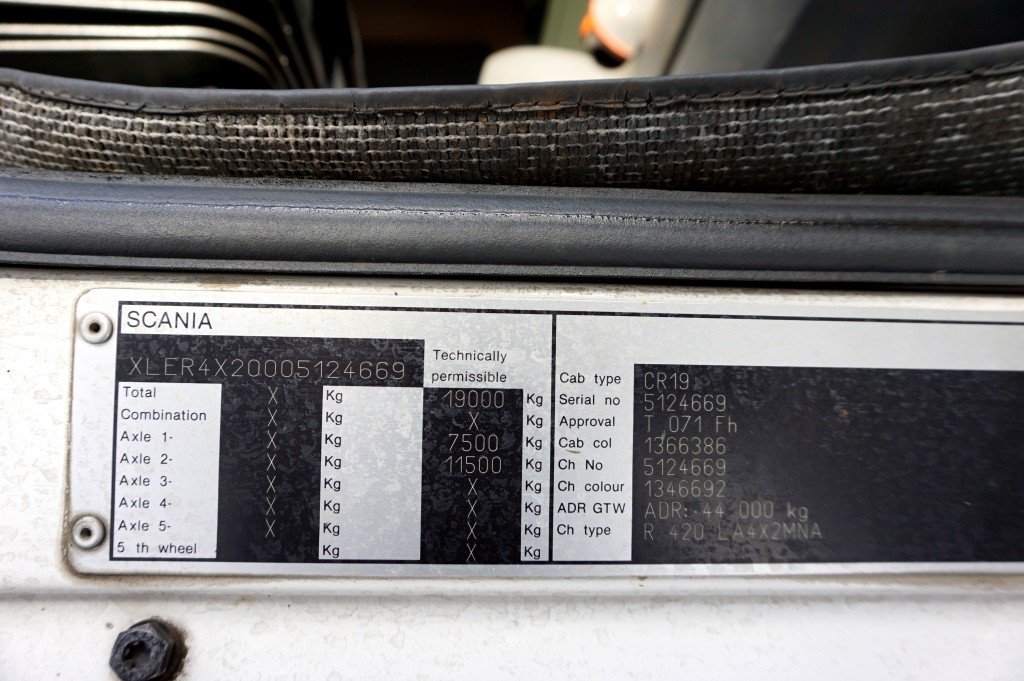 SCANIA
XLER4X20005124669
Technically
permissible
Total X Kg 19000 Kg
Combination X Kg X Kg
Axle 1- X Kg 7500 Kg
Axle 2- X Kg 11500 Kg
Axle 3- X Kg X Kg
Axle 4- X Kg X Kg
Axle 5- X Kg X Kg
5 th wheel Kg X Kg
Cab type CR19
Serial no 5124669
Approval T 071 Fh
Cab col 1366386
Ch No 5124669
Ch colour 1346692
ADR GTW ADR: 44 000 kg
Ch type R 420 LA4X2MNA